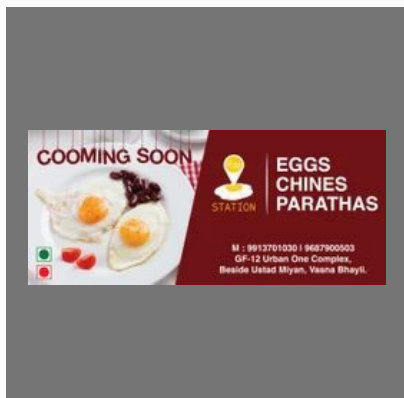 COOMING SOON
STATION
EGGS
CHINES
PARATHAS
M : 9913701030 I 9687900503
GF-12 Urban One Complex,
Beside Ustad Miyan, Vasna Bhayli.